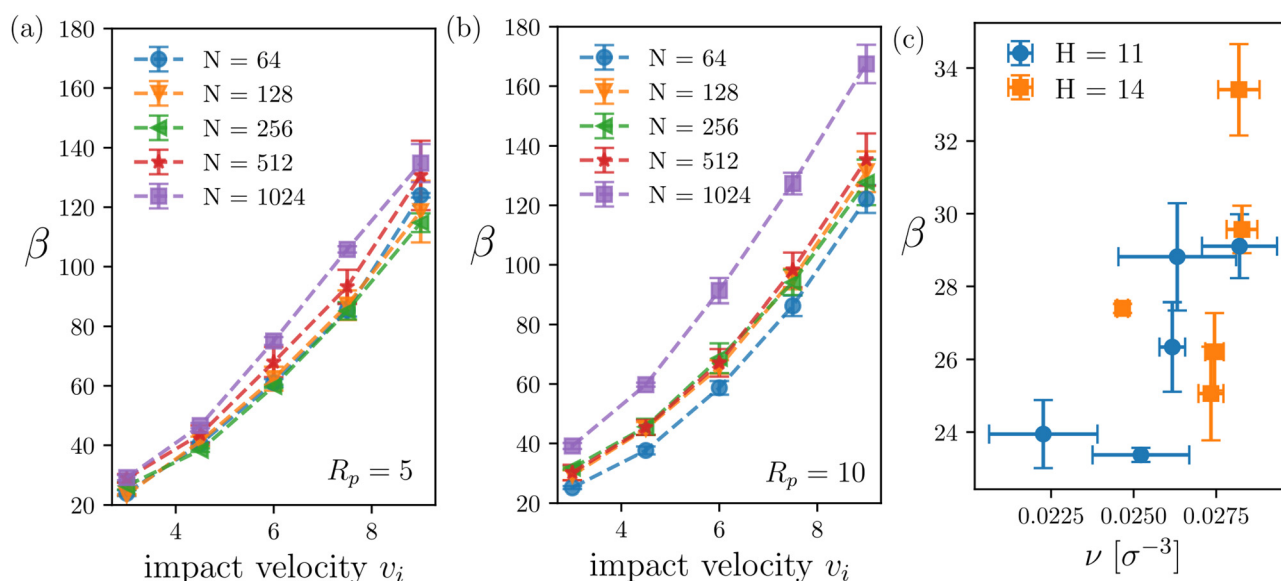 (a)
180
160
140
120
100
80
60
40
20
β
N = 64
N = 128
N = 256
N = 512
N = 1024
R_p = 5
4 6 8
impact velocity v_i
(b)
180
160
140
120
100
80
60
40
20
β
N = 64
N = 128
N = 256
N = 512
N = 1024
R_p = 10
4 6 8
impact velocity v_i
(c)
34
32
30
28
26
24
β
H = 11
H = 14
0.0225 0.0250 0.0275
ν [σ⁻³]